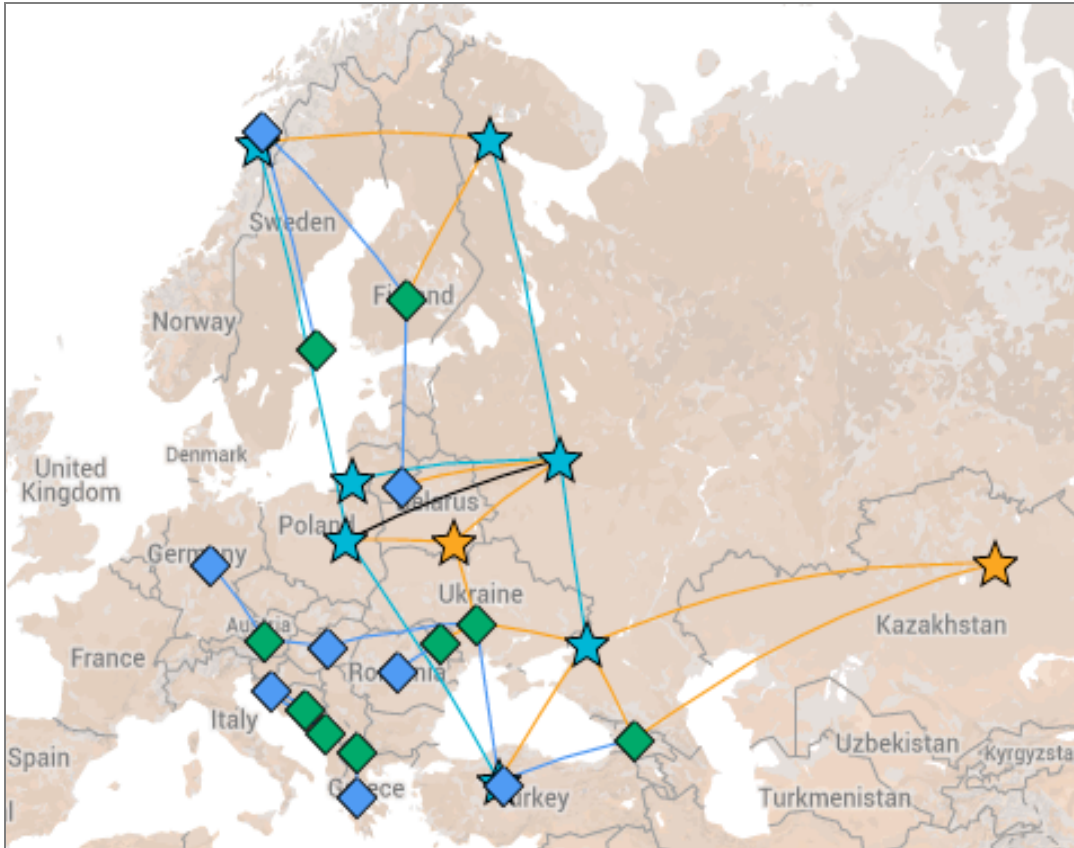 Sweden
Finland
Norway
Denmark
United
Kingdom
Belarus
Poland
Germany
Ukraine
Austria
Kazakhstan
France
Romania
Italy
Uzbekistan
Spain
Kyrgyzsta
Greece
Turkey
Turkmenistan
l